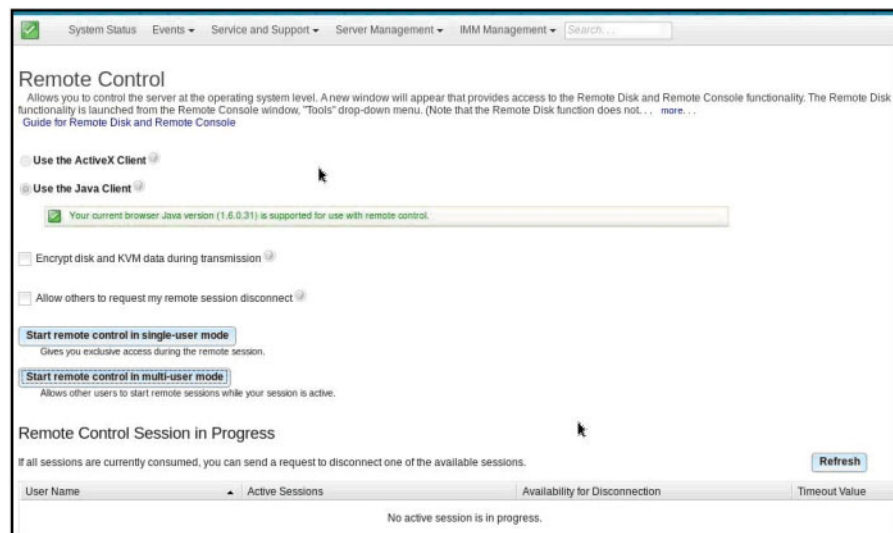 System Status Events Service and Support Server Management IMM Management Search...
Remote Control
Allows you to control the server at the operating system level. A new window will appear that provides access to the Remote Disk and Remote Console functionality. The Remote Disk
functionality is launched from the Remote Console window, "Tools" drop-down menu. (Note that the Remote Disk function does not. . . more. . .
Guide for Remote Disk and Remote Console
Use the ActiveX Client
Use the Java Client
Your current browser Java version (1.6.0.31) is supported for use with remote control.
Encrypt disk and KVM data during transmission
Allow others to request my remote session disconnect
Start remote control in single-user mode
Gives you exclusive access during the remote session.
Start remote control in multi-user mode
Allows other users to start remote sessions while your session is active.
Remote Control Session in Progress
If all sessions are currently consumed, you can send a request to disconnect one of the available sessions. Refresh
User Name Active Sessions Availability for Disconnection Timeout Value
No active session is in progress.